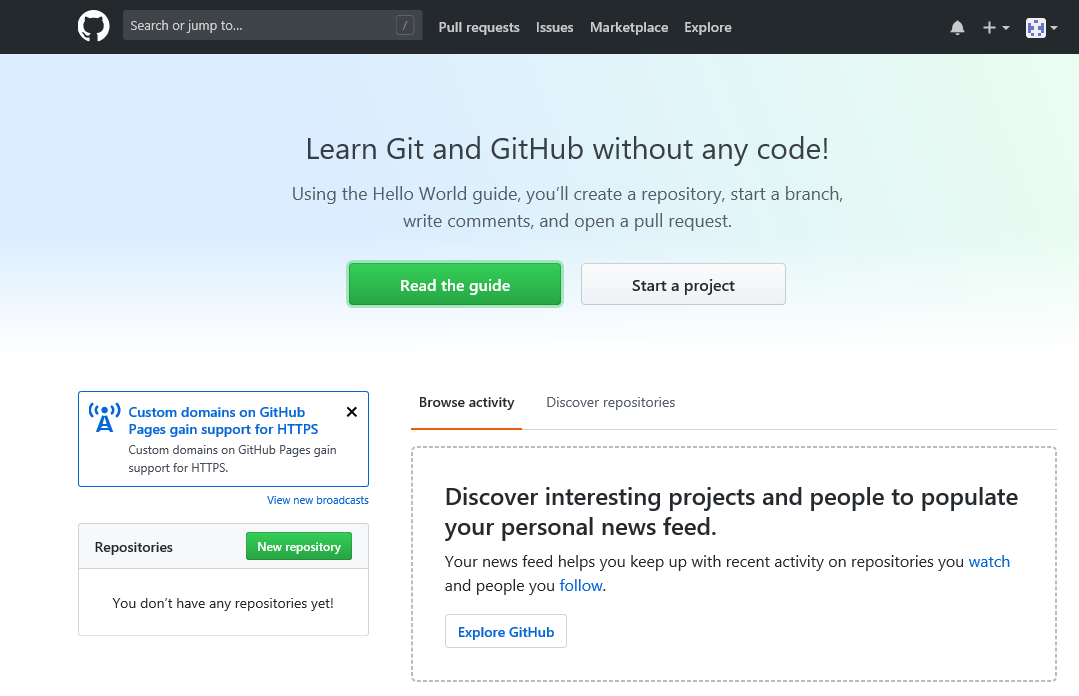 Search or jump to... /
Pull requests Issues Marketplace Explore
Learn Git and GitHub without any code!
Using the Hello World guide, you’ll create a repository, start a branch,
write comments, and open a pull request.
Read the guide
Start a project
Custom domains on GitHub
Pages gain support for HTTPS
Custom domains on GitHub Pages gain
support for HTTPS.
View new broadcasts
Repositories
New repository
You don’t have any repositories yet!
Browse activity
Discover repositories
Discover interesting projects and people to populate
your personal news feed.
Your news feed helps you keep up with recent activity on repositories you watch
and people you follow.
Explore GitHub